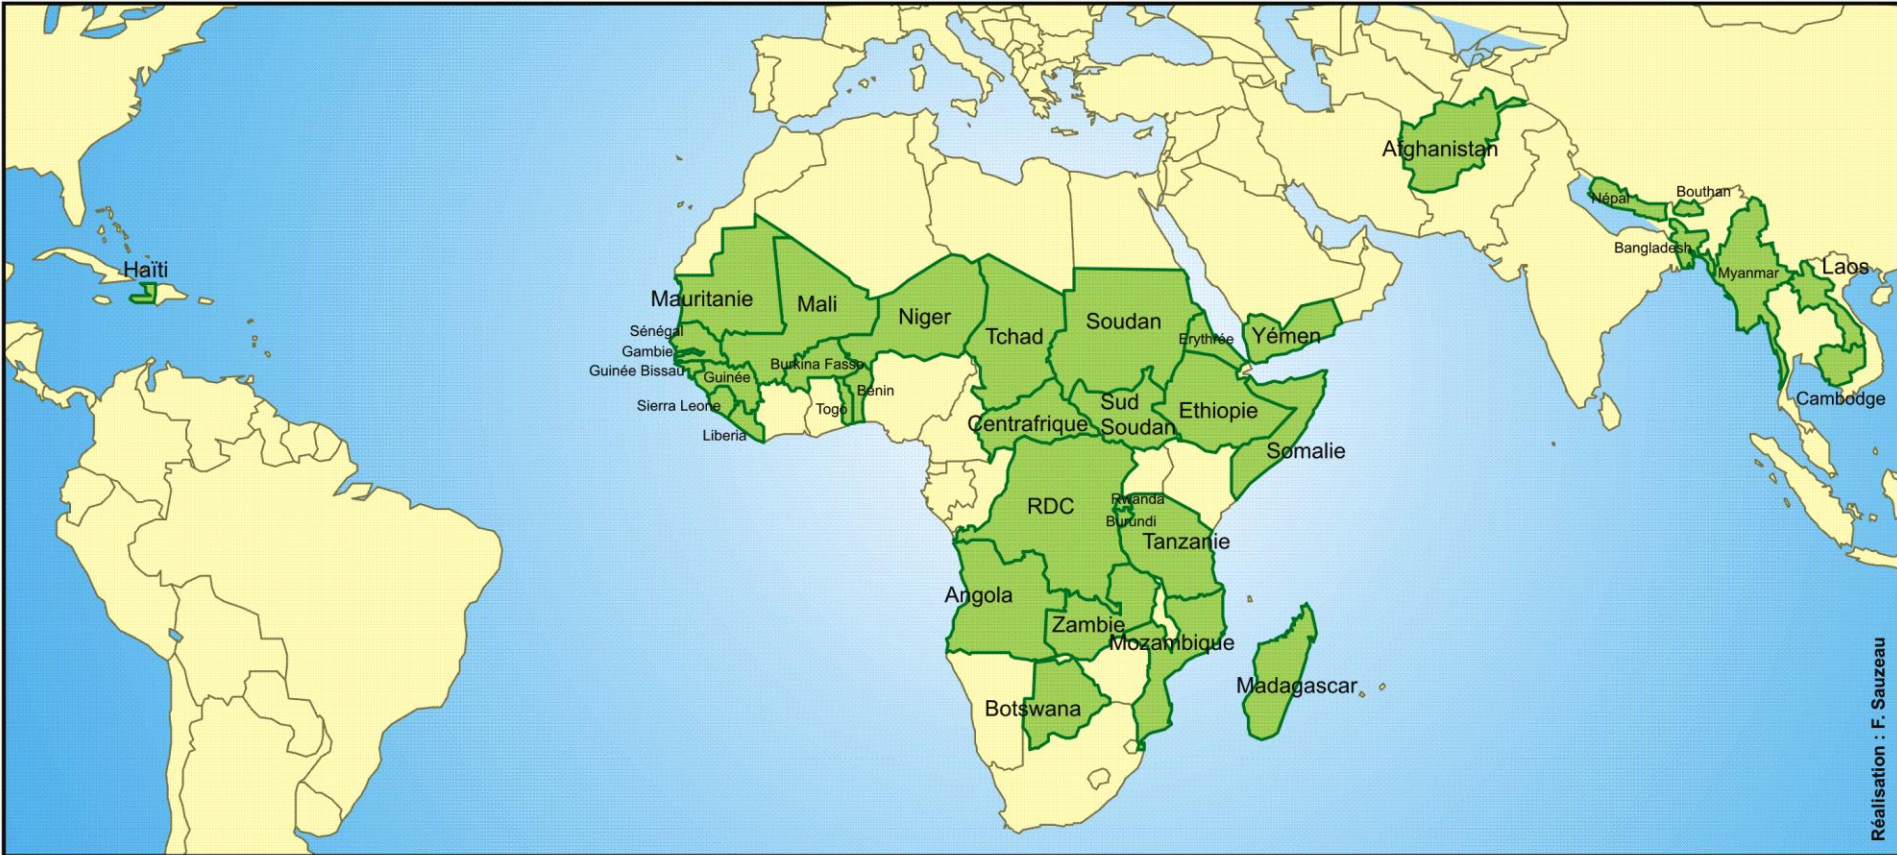 Haïti
Mauritanie
Mali
Niger
Tchad
Soudan
Erythrée
Yémen
Afghanistan
Népal
Bouthan
Bangladesh
Myanmar
Laos
Cambodge
Sénégal
Gambie
Guinée Bissau
Guinée
Burkina Fasso
Bénin
Togo
Sierra Leone
Liberia
Centrafrique
Sud
Soudan
Ethiopie
Somalie
RDC
Rwanda
Burundi
Tanzanie
Angola
Zambie
Mozambique
Botswana
Madagascar
Réalisation : F. Sauzeau